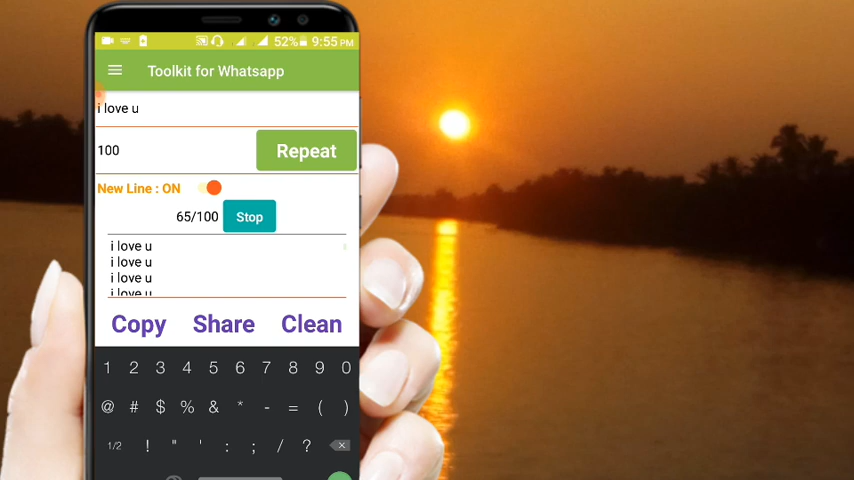 52% 9:55 PM
Toolkit for Whatsapp
i love u
100
Repeat
New Line : ON
65/100 Stop
i love u
i love u
i love u
i love u
Copy Share Clean
1 2 3 4 5 6 7 8 9 0
@ # $ % & * - = ( )
1/2 ! " ' : ; / ?